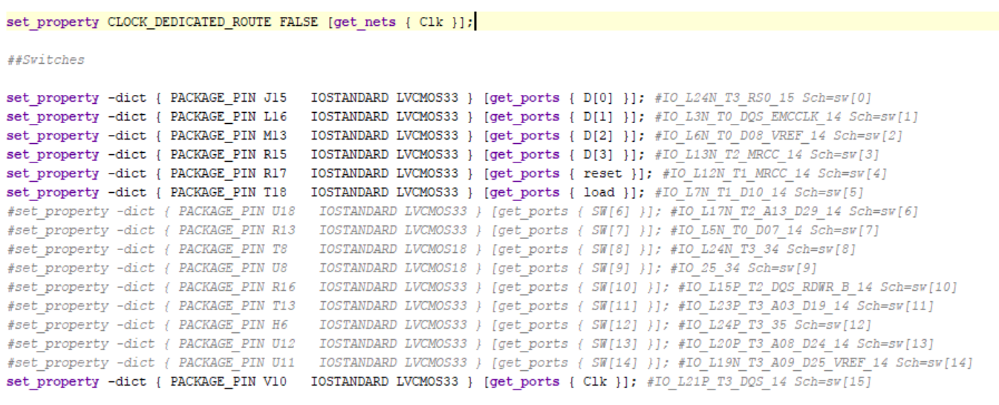 set_property CLOCK_DEDICATED_ROUTE FALSE [get_nets { Clk }];
##Switches
set_property -dict { PACKAGE_PIN J15   IOSTANDARD LVCMOS33 } [get_ports { D[0] }]; #IO_L24N_T3_RS0_15 Sch=sw[0]
set_property -dict { PACKAGE_PIN L16   IOSTANDARD LVCMOS33 } [get_ports { D[1] }]; #IO_L3N_T0_DQS_EMCCLK_14 Sch=sw[1]
set_property -dict { PACKAGE_PIN M13   IOSTANDARD LVCMOS33 } [get_ports { D[2] }]; #IO_L6N_T0_D08_VREF_14 Sch=sw[2]
set_property -dict { PACKAGE_PIN R15   IOSTANDARD LVCMOS33 } [get_ports { D[3] }]; #IO_L13N_T2_MRCC_14 Sch=sw[3]
set_property -dict { PACKAGE_PIN R17   IOSTANDARD LVCMOS33 } [get_ports { reset }]; #IO_L12N_T1_MRCC_14 Sch=sw[4]
set_property -dict { PACKAGE_PIN T18   IOSTANDARD LVCMOS33 } [get_ports { load }]; #IO_L7N_T1_D10_14 Sch=sw[5]
#set_property -dict { PACKAGE_PIN U18   IOSTANDARD LVCMOS33 } [get_ports { SW[6] }]; #IO_L17N_T2_A13_D29_14 Sch=sw[6]
#set_property -dict { PACKAGE_PIN R13   IOSTANDARD LVCMOS33 } [get_ports { SW[7] }]; #IO_L5N_T0_D07_14 Sch=sw[7]
#set_property -dict { PACKAGE_PIN T8    IOSTANDARD LVCMOS18 } [get_ports { SW[8] }]; #IO_L24N_T3_34 Sch=sw[8]
#set_property -dict { PACKAGE_PIN U8    IOSTANDARD LVCMOS18 } [get_ports { SW[9] }]; #IO_25_34 Sch=sw[9]
#set_property -dict { PACKAGE_PIN R16   IOSTANDARD LVCMOS33 } [get_ports { SW[10] }]; #IO_L15P_T2_DQS_RDWR_B_14 Sch=sw[10]
#set_property -dict { PACKAGE_PIN T13   IOSTANDARD LVCMOS33 } [get_ports { SW[11] }]; #IO_L23P_T3_A03_D19_14 Sch=sw[11]
#set_property -dict { PACKAGE_PIN H6    IOSTANDARD LVCMOS33 } [get_ports { SW[12] }]; #IO_L24P_T3_35 Sch=sw[12]
#set_property -dict { PACKAGE_PIN U12   IOSTANDARD LVCMOS33 } [get_ports { SW[13] }]; #IO_L20P_T3_A08_D24_14 Sch=sw[13]
#set_property -dict { PACKAGE_PIN U11   IOSTANDARD LVCMOS33 } [get_ports { SW[14] }]; #IO_L19N_T3_A09_D25_VREF_14 Sch=sw[14]
set_property -dict { PACKAGE_PIN V10   IOSTANDARD LVCMOS33 } [get_ports { Clk }]; #IO_L21P_T3_DQS_14 Sch=sw[15]